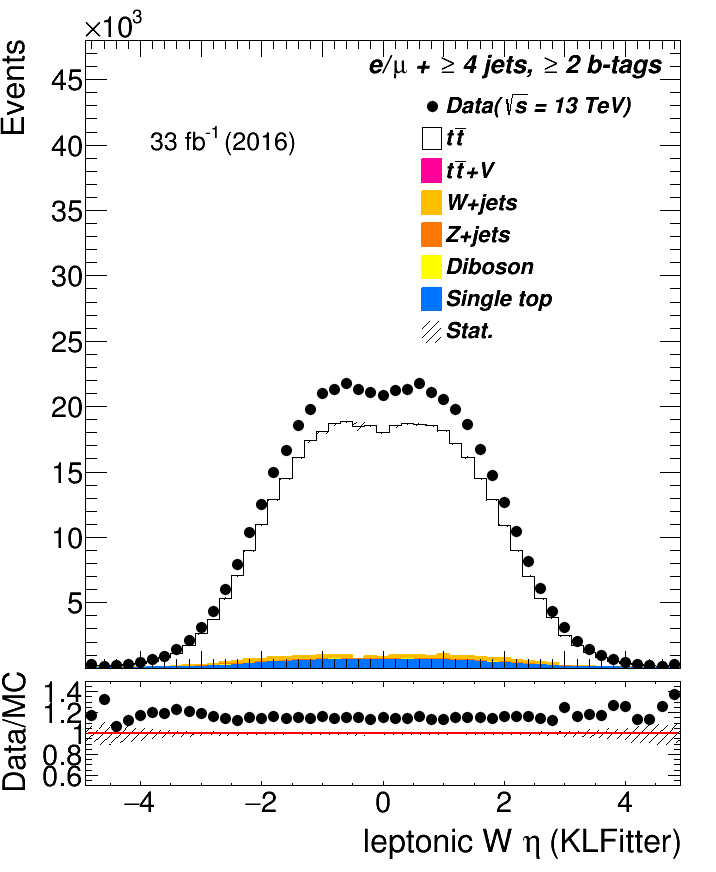 ×10³
Events
45
40
35
30
25
20
15
10
5
e/μ + ≥ 4 jets, ≥ 2 b-tags
Data(√s = 13 TeV)
33 fb⁻¹ (2016)
tt̅
tt̅+V
W+jets
Z+jets
Diboson
Single top
Stat.
Data/MC
1.4
1.2
1
0.8
0.6
−4 −2 0 2 4
leptonic W η (KLFitter)